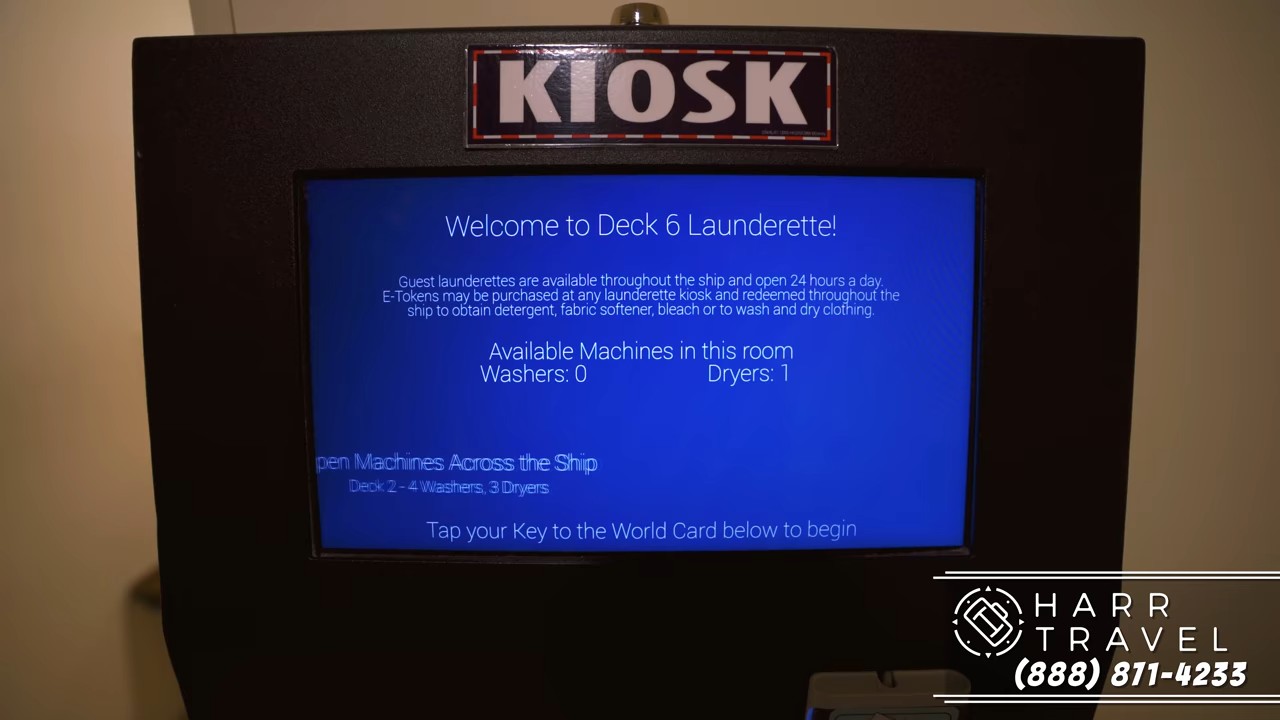 KIOSK
Welcome to Deck 6 Launderette!
Guest launderettes are available throughout the ship and open 24 hours a day.
E-Tokens may be purchased at any launderette kiosk and redeemed throughout the
ship to obtain detergent, fabric softener, bleach or to wash and dry clothing.
Available Machines in this room
Washers: 0 Dryers: 1
pen Machines Across the Ship
Deck 2 - 4 Washers, 3 Dryers
Tap your Key to the World Card below to begin
HARR
TRAVEL
(888) 871-4233